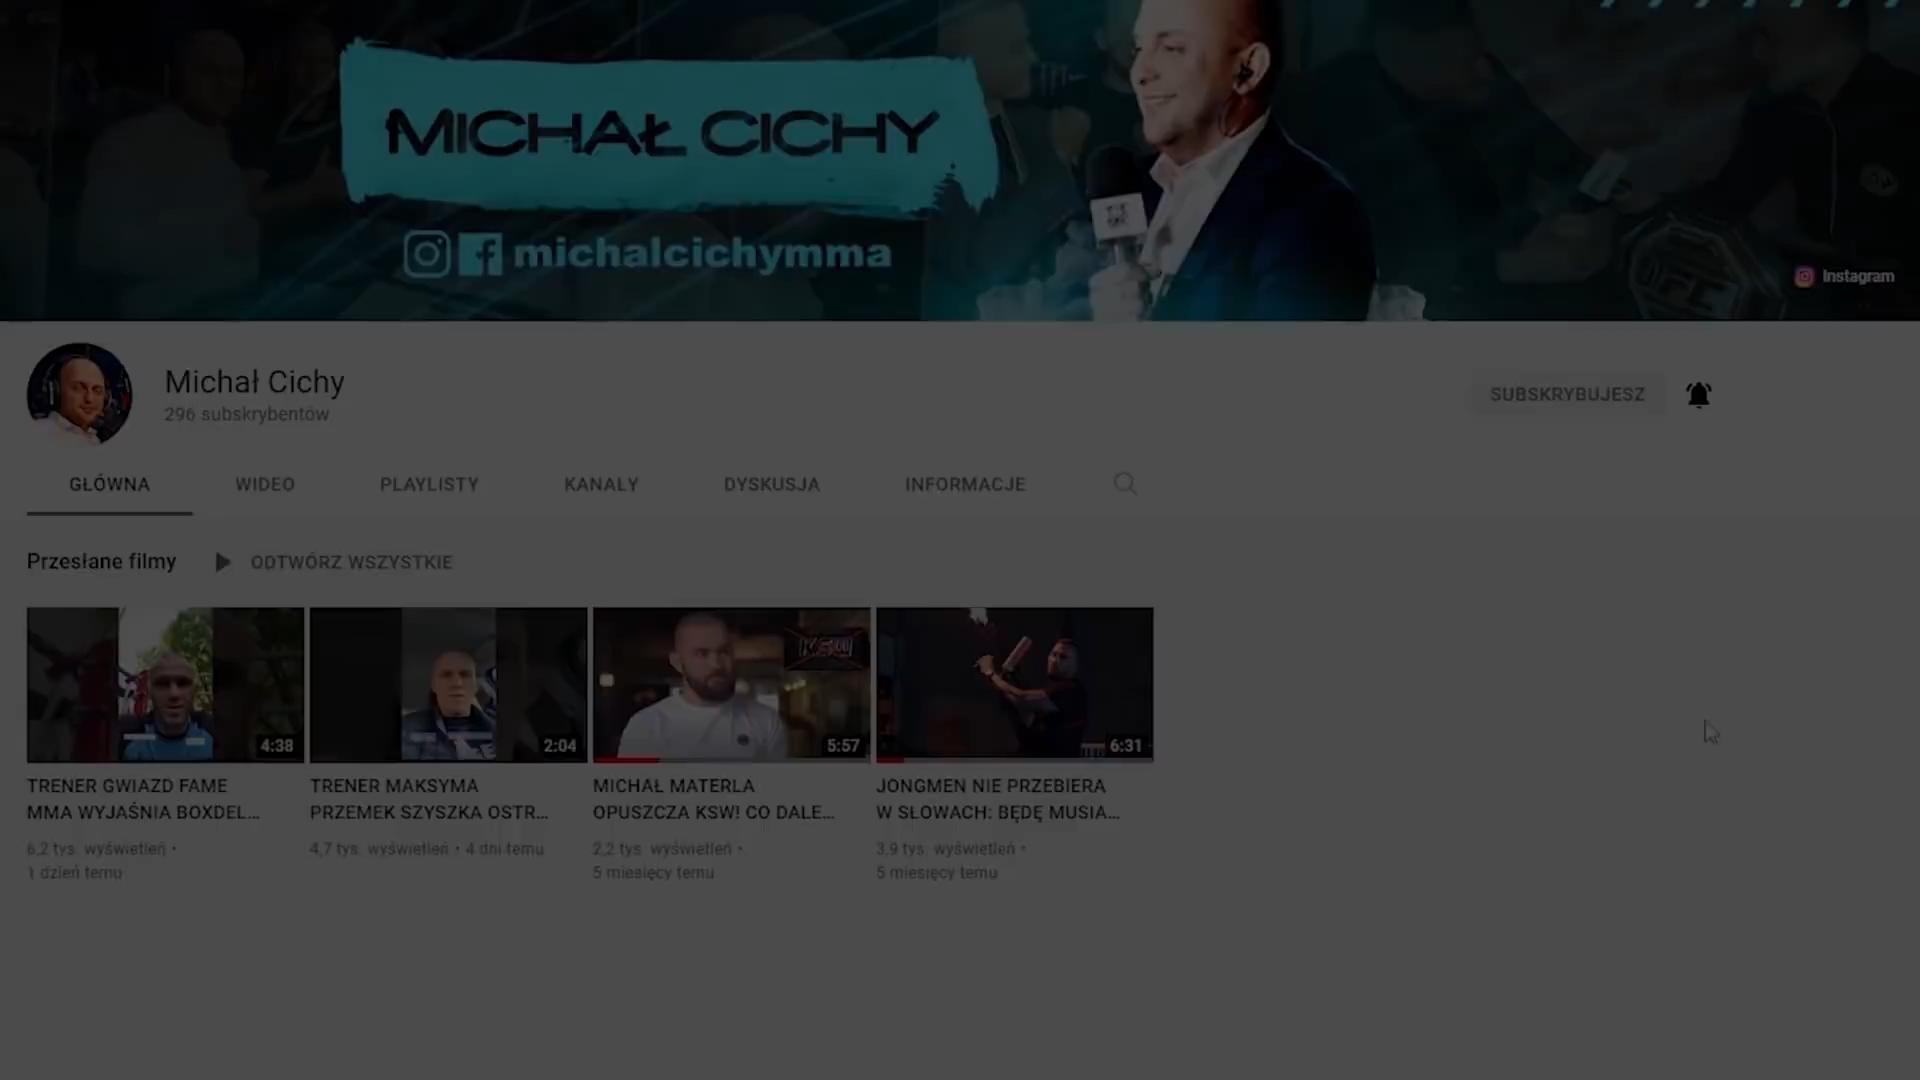 MICHAŁ CICHY
michalcichymma
Instagram
Michał Cichy
296 subskrybentów
SUBSKRYBUJESZ
GŁÓWNA WIDEO PLAYLISTY KANAŁY DYSKUSJA INFORMACJE
Przesłane filmy ODTWÓRZ WSZYSTKIE
KSW
4:38 2:04 5:57 6:31
TRENER GWIAZD FAME
MMA WYJAŚNIA BOXDEL...
6,2 tys. wyświetleń •
1 dzień temu
TRENER MAKSYMA
PRZEMEK SZYSZKA OSTR...
4,7 tys. wyświetleń • 4 dni temu
MICHAŁ MATERLA
OPUSZCZA KSW! CO DALE...
2,2 tys. wyświetleń •
5 miesięcy temu
JONGMEN NIE PRZEBIERA
W SŁOWACH: BĘDĘ MUSIA...
3,9 tys. wyświetleń •
5 miesięcy temu